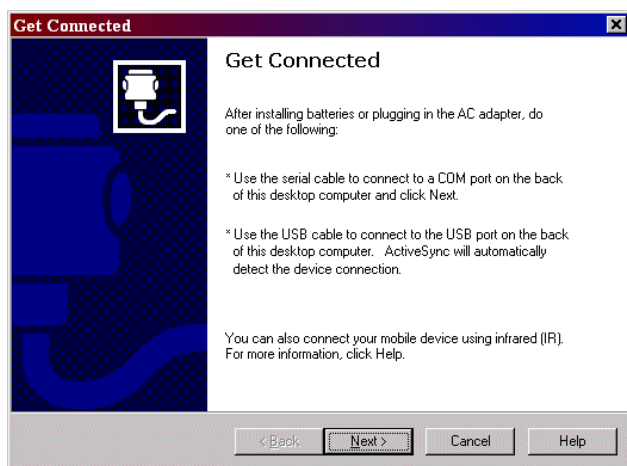 Get Connected
Get Connected
After installing batteries or plugging in the AC adapter, do
one of the following:
* Use the serial cable to connect to a COM port on the back
of this desktop computer and click Next.
* Use the USB cable to connect to the USB port on the back
of this desktop computer.   ActiveSync will automatically
detect the device connection.
You can also connect your mobile device using infrared (IR).
For more information, click Help.
< Back Next > Cancel Help